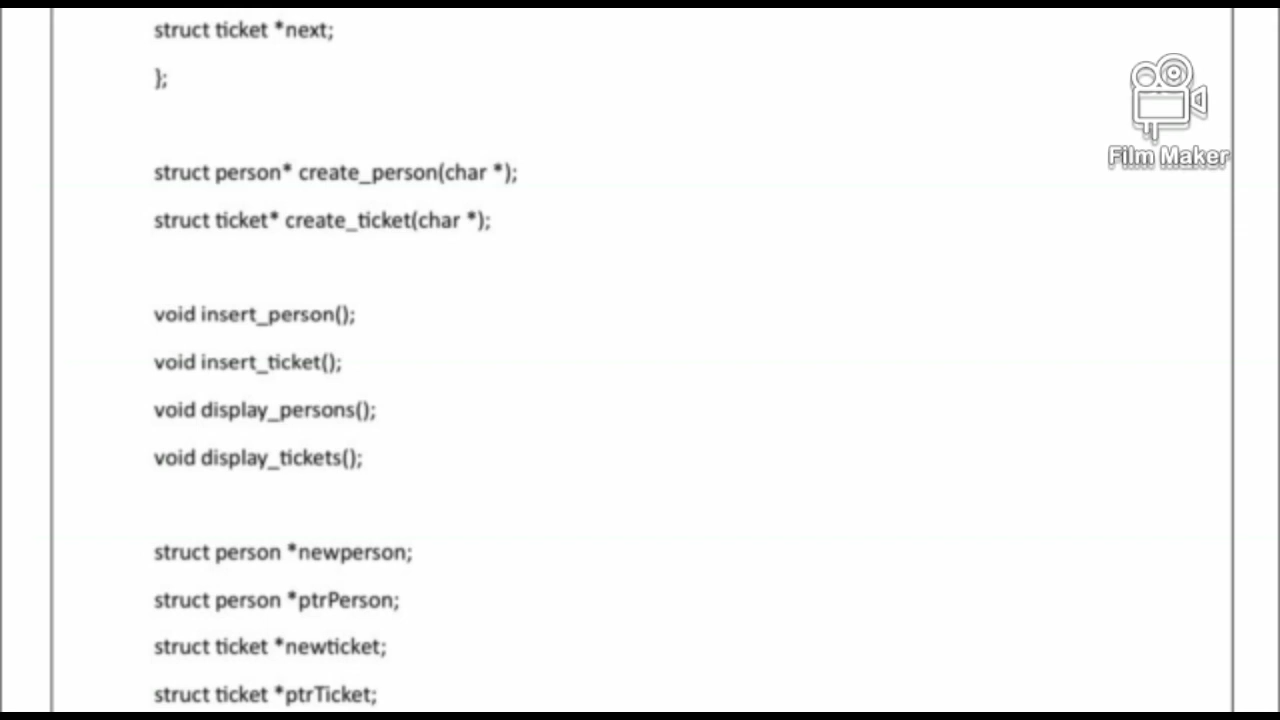 struct ticket *next;
};
Film Maker
struct person* create_person(char *);
struct ticket* create_ticket(char *);
void insert_person();
void insert_ticket();
void display_persons();
void display_tickets();
struct person *newperson;
struct person *ptrPerson;
struct ticket *newticket;
struct ticket *ptrTicket;